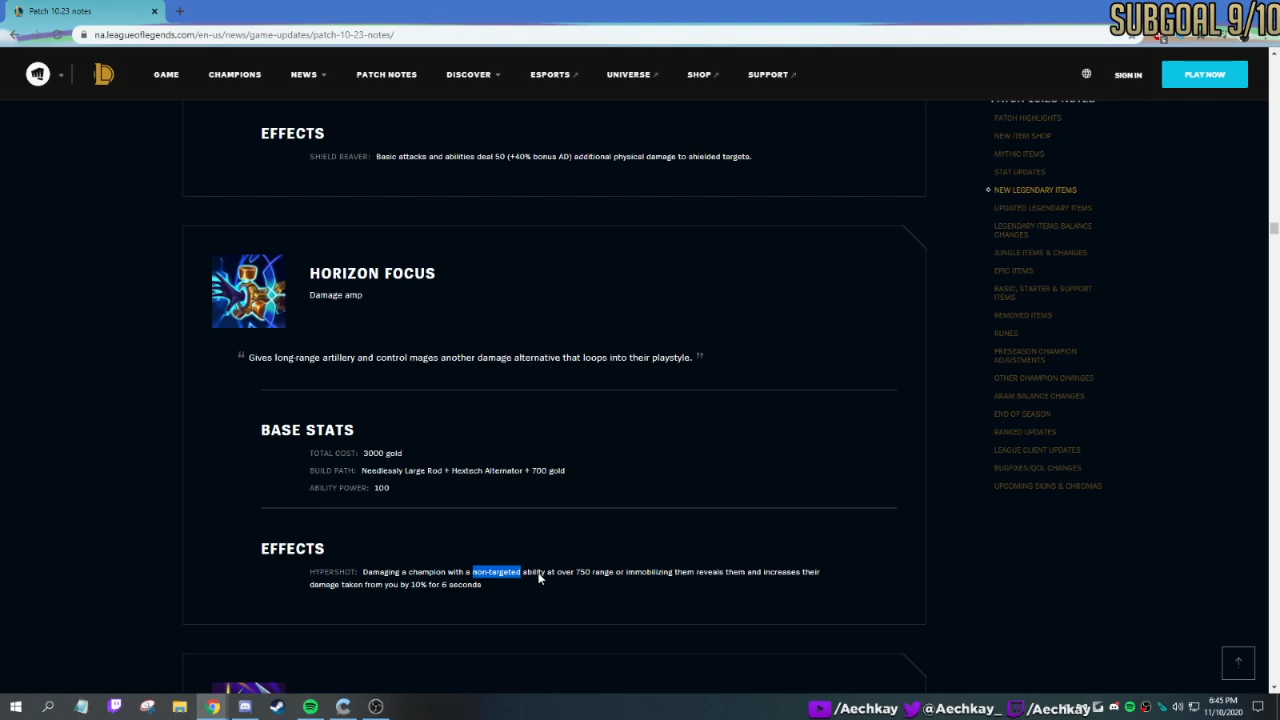 Patch 10.23 notes
SUBGOAL 9/10
na.leagueoflegends.com/en-us/news/game-updates/patch-10-23-notes/
GAME
CHAMPIONS
NEWS
PATCH NOTES
DISCOVER
ESPORTS
UNIVERSE
SHOP
SUPPORT
SIGN IN
PLAY NOW
EFFECTS
SHIELD REAVER: Basic attacks and abilities deal 50 (+40% bonus AD) additional physical damage to shielded targets.
HORIZON FOCUS
Damage amp
“ Gives long-range artillery and control mages another damage alternative that loops into their playstyle. ”
BASE STATS
TOTAL COST: 3000 gold
BUILD PATH: Needlessly Large Rod + Hextech Alternator + 700 gold
ABILITY POWER: 100
EFFECTS
HYPERSHOT: Damaging a champion with a non-targeted ability at over 750 range or immobilizing them reveals them and increases their
damage taken from you by 10% for 6 seconds
PATCH 10.23 NOTES
PATCH HIGHLIGHTS
NEW ITEM SHOP
MYTHIC ITEMS
STAT UPDATES
NEW LEGENDARY ITEMS
UPDATED LEGENDARY ITEMS
LEGENDARY ITEMS BALANCE
CHANGES
JUNGLE ITEMS & CHANGES
EPIC ITEMS
BASIC, STARTER & SUPPORT
ITEMS
REMOVED ITEMS
RUNES
PRESEASON CHAMPION
ADJUSTMENTS
OTHER CHAMPION CHANGES
ARAM BALANCE CHANGES
END OF SEASON
RANKED UPDATES
LEAGUE CLIENT UPDATES
BUGFIXES/QOL CHANGES
UPCOMING SKINS & CHROMAS
/Aechkay
@Aechkay_
/Aechkay_
6:45 PM
11/10/2020